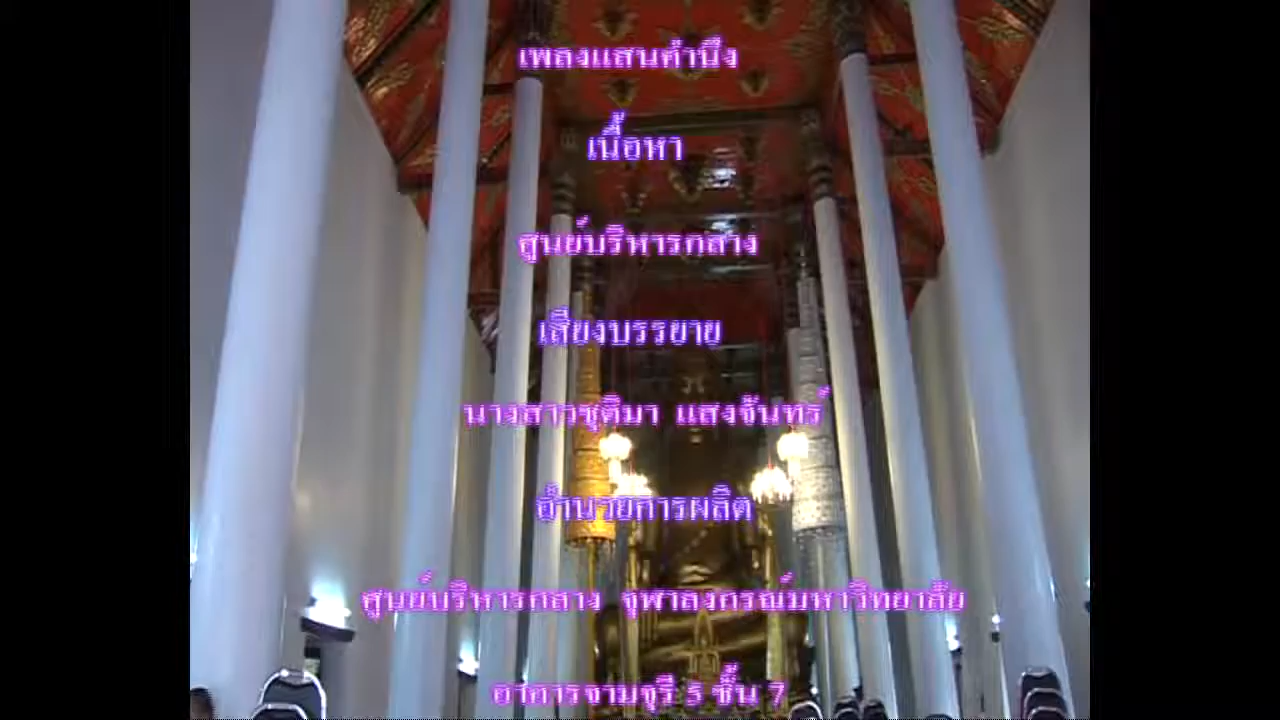 เพลงแสนคำนึง
เนื้อหา
ศูนย์บริหารกลาง
เสียงบรรยาย
นางสาวชุติมา แสงจันทร์
อำนวยการผลิต
ศูนย์บริหารกลาง จุฬาลงกรณ์มหาวิทยาลัย
อาคารจามจุรี 5 ชั้น 7